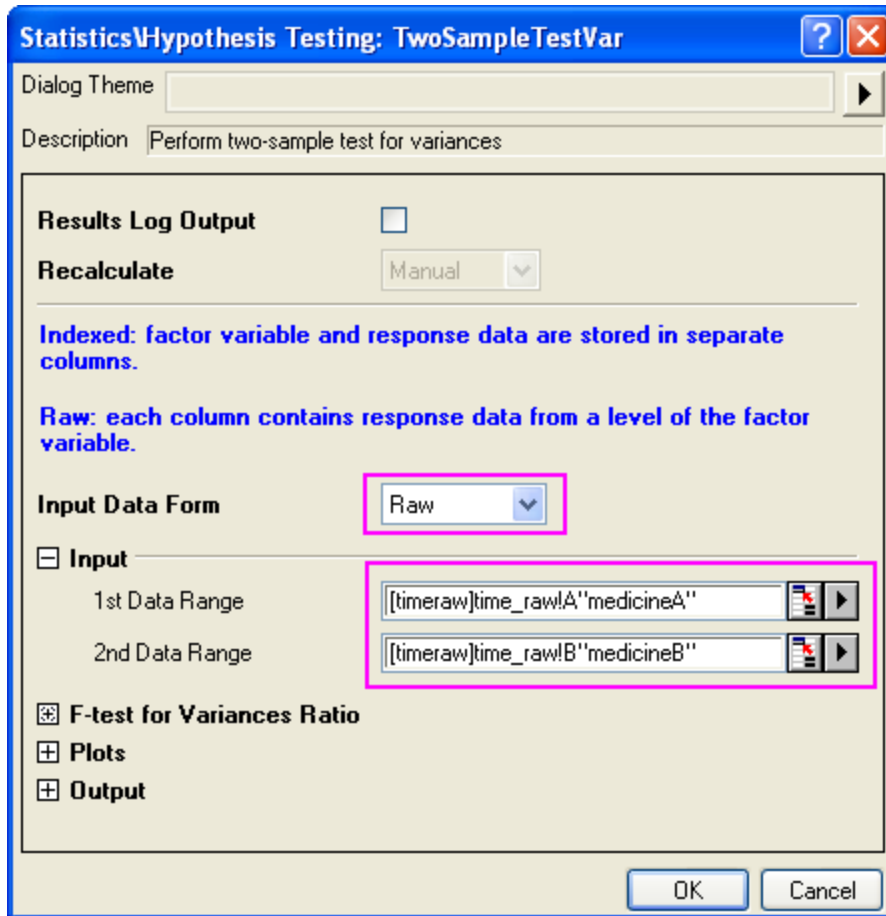 Statistics\Hypothesis Testing: TwoSampleTestVar
Dialog Theme
Description Perform two-sample test for variances
Results Log Output
Recalculate Manual
Indexed: factor variable and response data are stored in separate
columns.
Raw: each column contains response data from a level of the factor
variable.
Input Data Form Raw
Input
1st Data Range [timeraw]time_raw!A"medicineA"
2nd Data Range [timeraw]time_raw!B"medicineB"
F-test for Variances Ratio
Plots
Output
OK Cancel